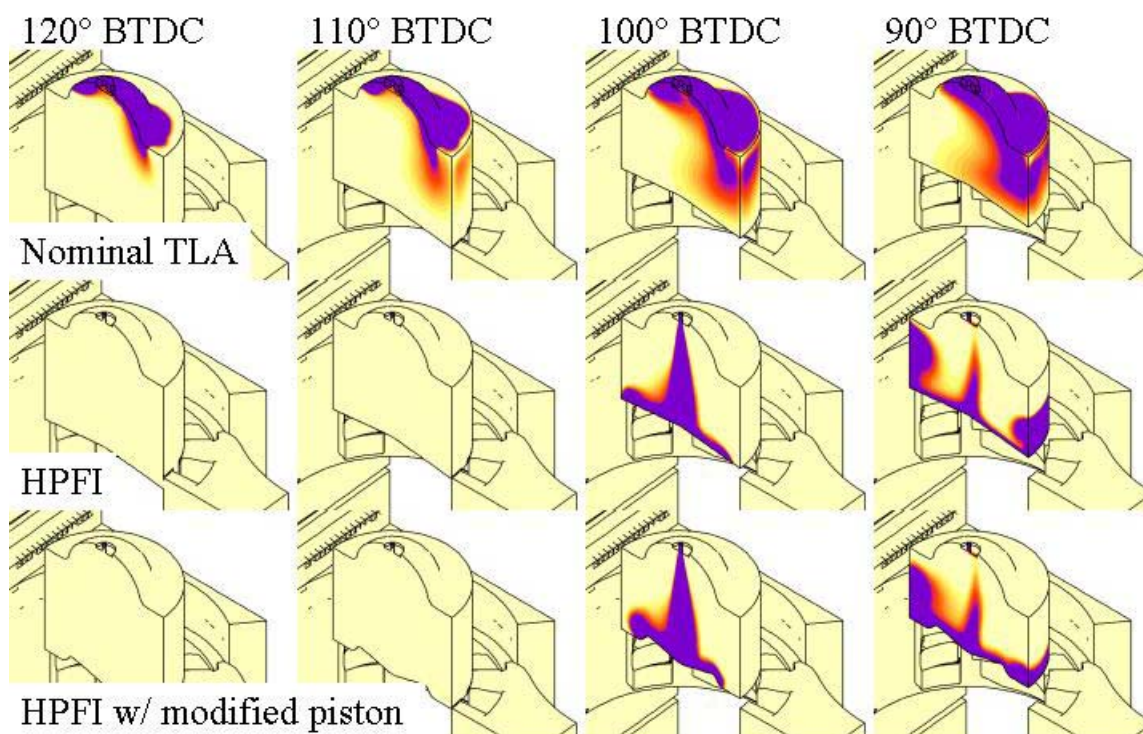 120° BTDC 110° BTDC 100° BTDC 90° BTDC
Nominal TLA
HPFI
HPFI w/ modified piston